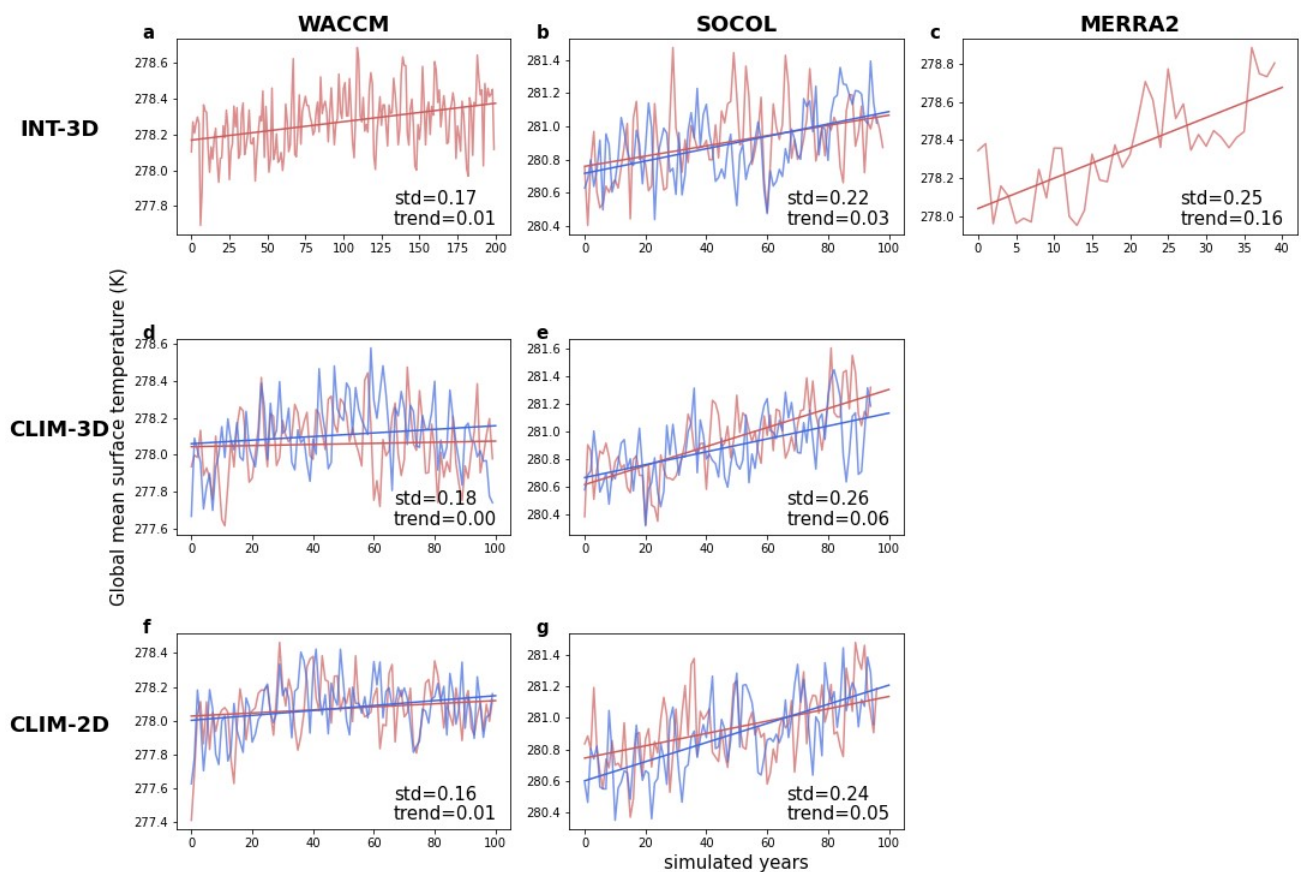 WACCM
SOCOL
MERRA2
INT-3D
CLIM-3D
CLIM-2D
Global mean surface temperature (K)
a
278.6
278.4
278.2
278.0
277.8
std=0.17
trend=0.01
0 25 50 75 100 125 150 175 200
b
281.4
281.2
281.0
280.8
280.6
280.4
std=0.22
trend=0.03
0 20 40 60 80 100
c
278.8
278.6
278.4
278.2
278.0
std=0.25
trend=0.16
0 5 10 15 20 25 30 35 40
d
278.6
278.4
278.2
278.0
277.8
277.6
std=0.18
trend=0.00
0 20 40 60 80 100
e
281.6
281.4
281.2
281.0
280.8
280.6
280.4
std=0.26
trend=0.06
0 20 40 60 80 100
f
278.4
278.2
278.0
277.8
277.6
277.4
std=0.16
trend=0.01
0 20 40 60 80 100
g
281.4
281.2
281.0
280.8
280.6
280.4
std=0.24
trend=0.05
0 20 40 60 80 100
simulated years